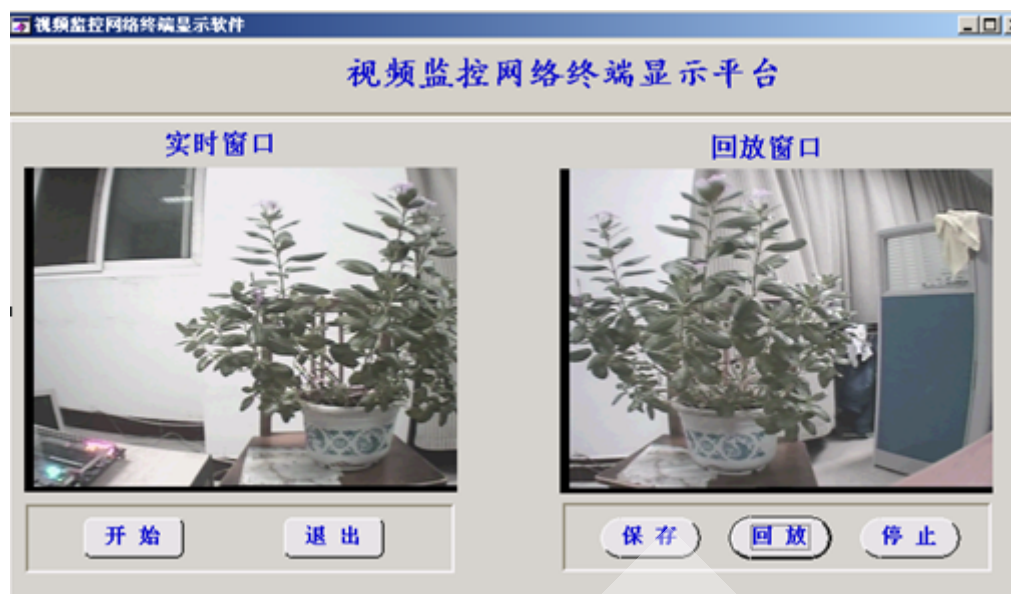 视频监控网络终端显示软件
视频监控网络终端显示平台
实时窗口
回放窗口
开始
退出
保存
回放
停止